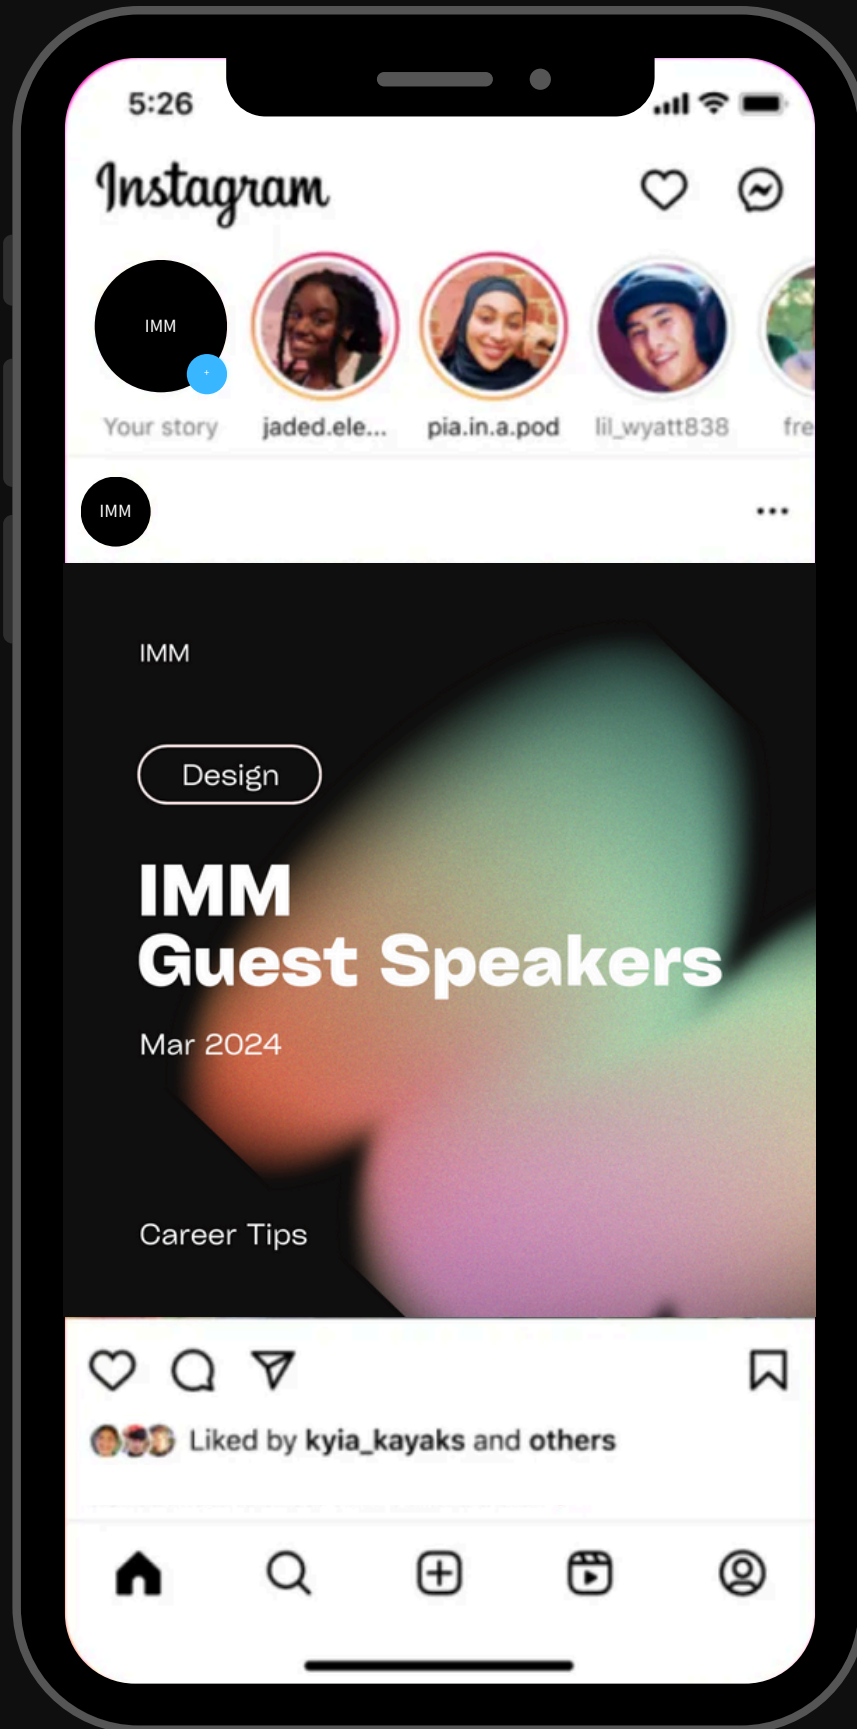 5:26
Instagram
IMM
+
Your story
jaded.ele...
pia.in.a.pod
lil_wyatt838
fre
IMM
IMM
Design
IMM
Guest Speakers
Mar 2024
Career Tips
Liked by kyia_kayaks and others